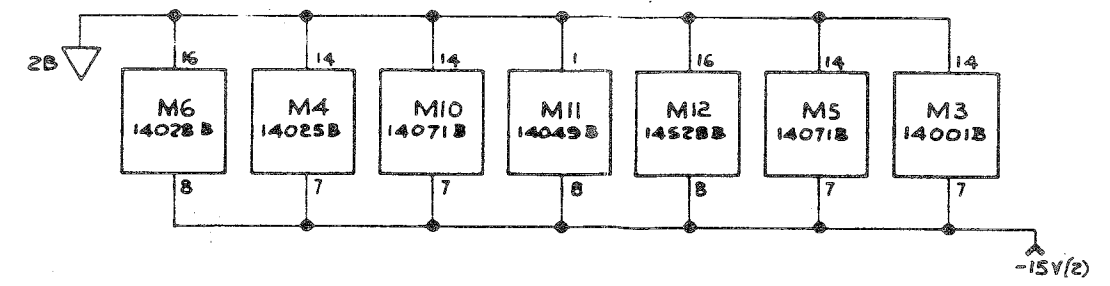 2B
16 14 14 1 16 14 14
M6 M4 M10 M11 M12 M5 M3
14028B 14025B 14071B 14049B 14528B 14071B 14001B
8 7 7 8 8 7 7
-15V(2)